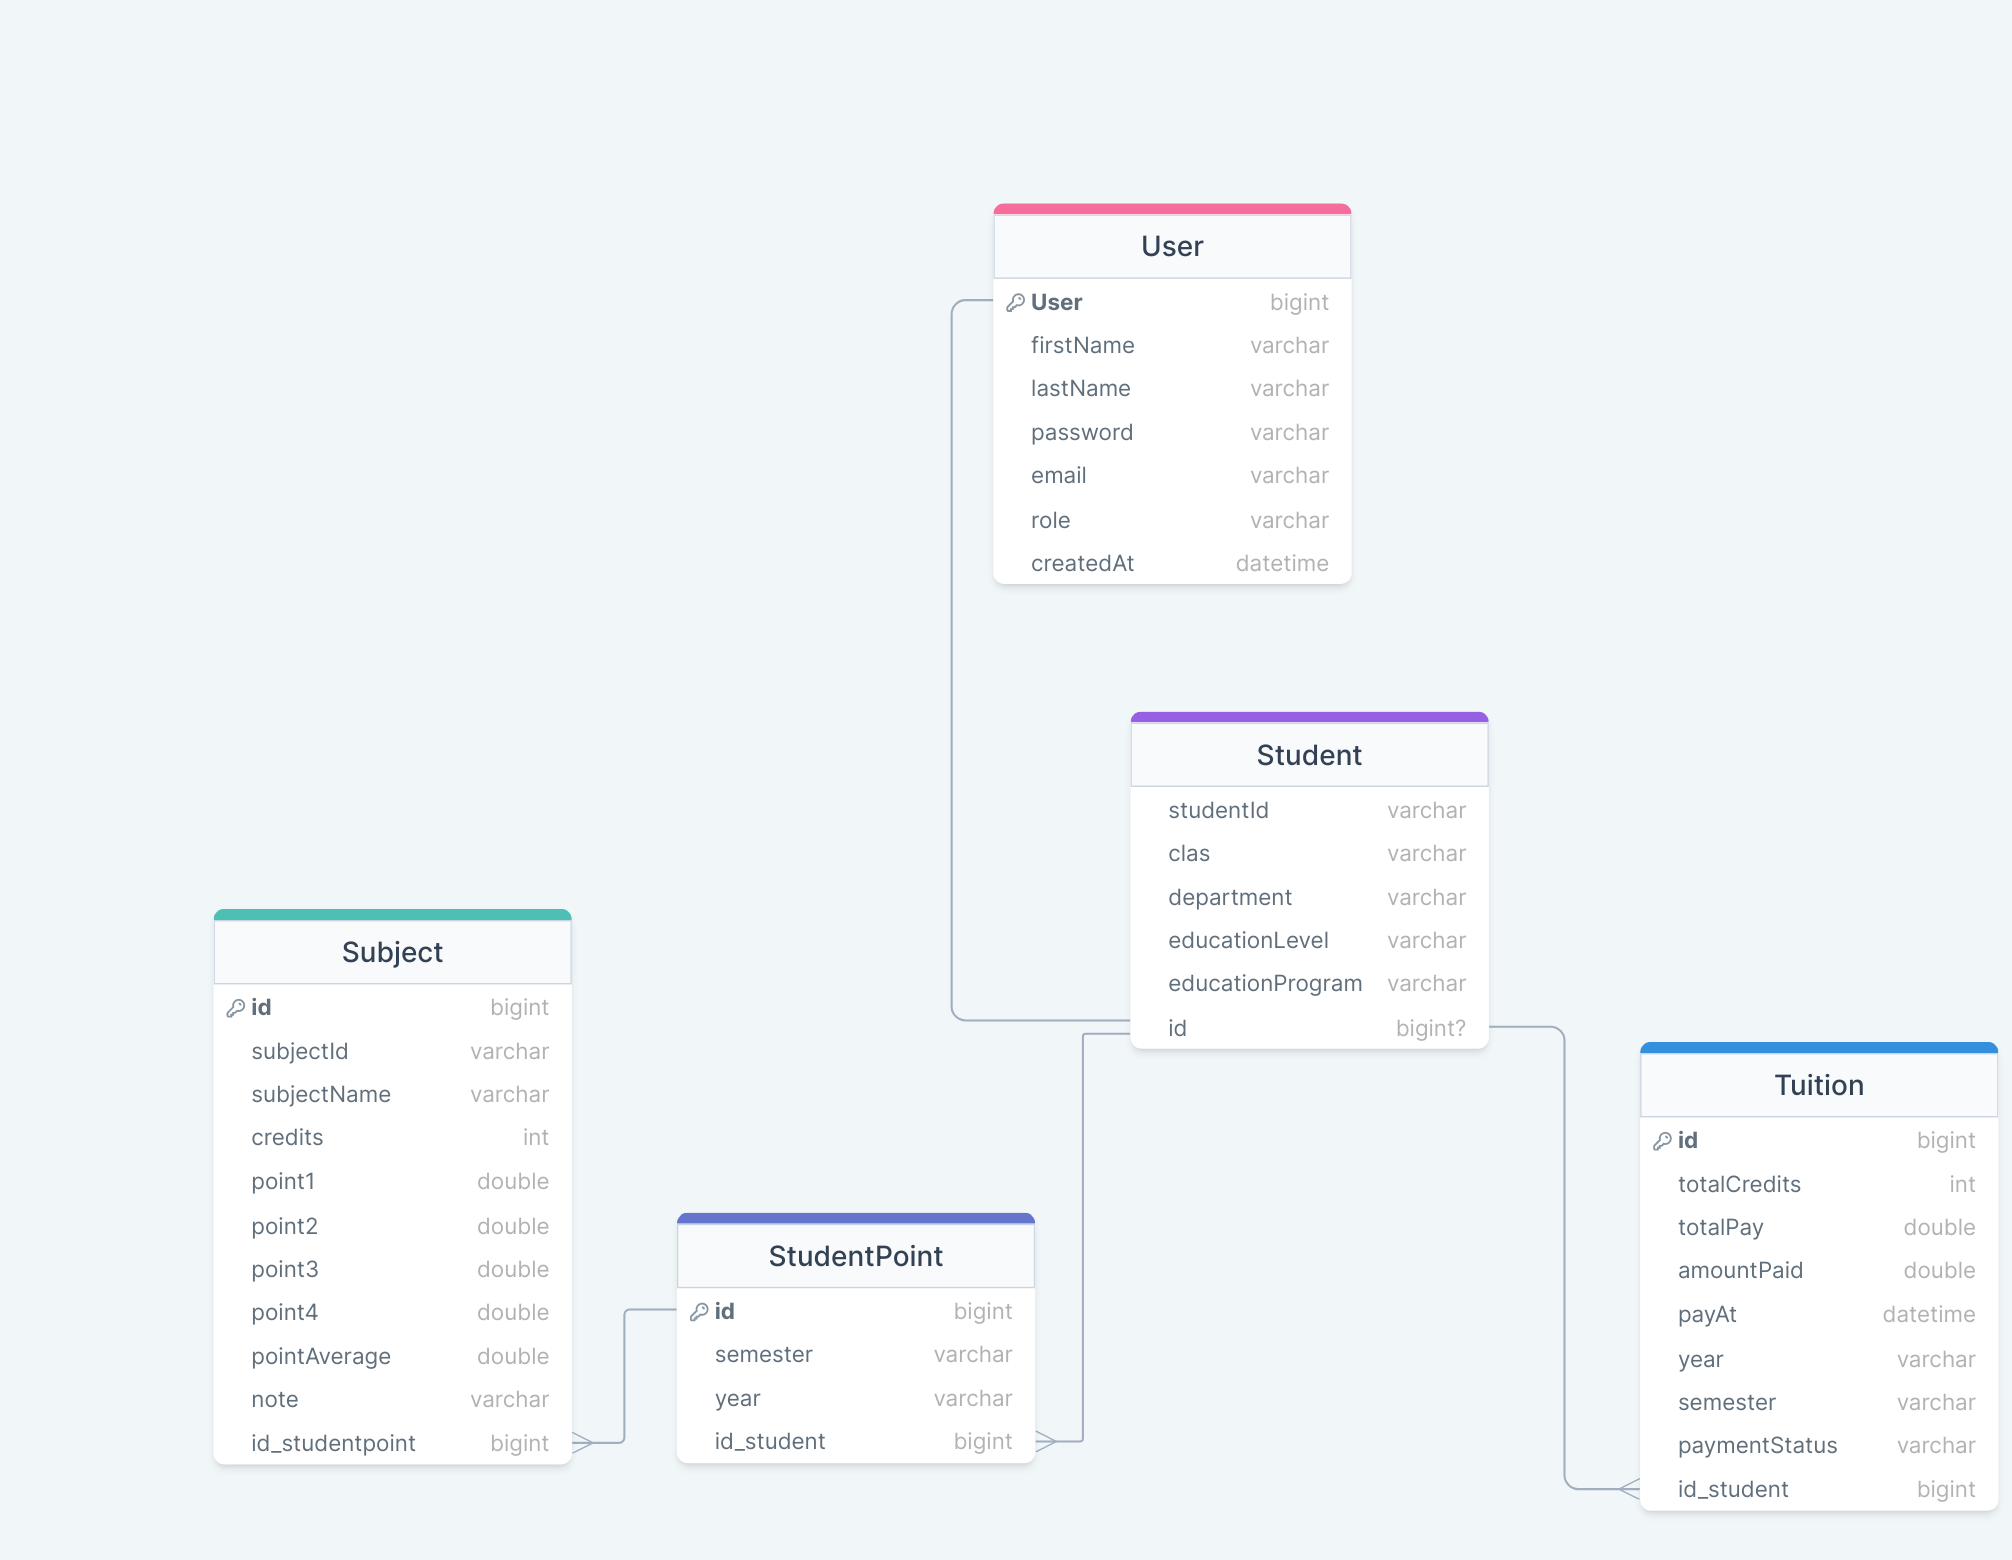 User
User bigint
firstName varchar
lastName varchar
password varchar
email varchar
role varchar
createdAt datetime
Student
studentId varchar
clas varchar
department varchar
educationLevel varchar
educationProgram varchar
id bigint?
Subject
id bigint
subjectId varchar
subjectName varchar
credits int
point1 double
point2 double
point3 double
point4 double
pointAverage double
note varchar
id_studentpoint bigint
StudentPoint
id bigint
semester varchar
year varchar
id_student bigint
Tuition
id bigint
totalCredits int
totalPay double
amountPaid double
payAt datetime
year varchar
semester varchar
paymentStatus varchar
id_student bigint